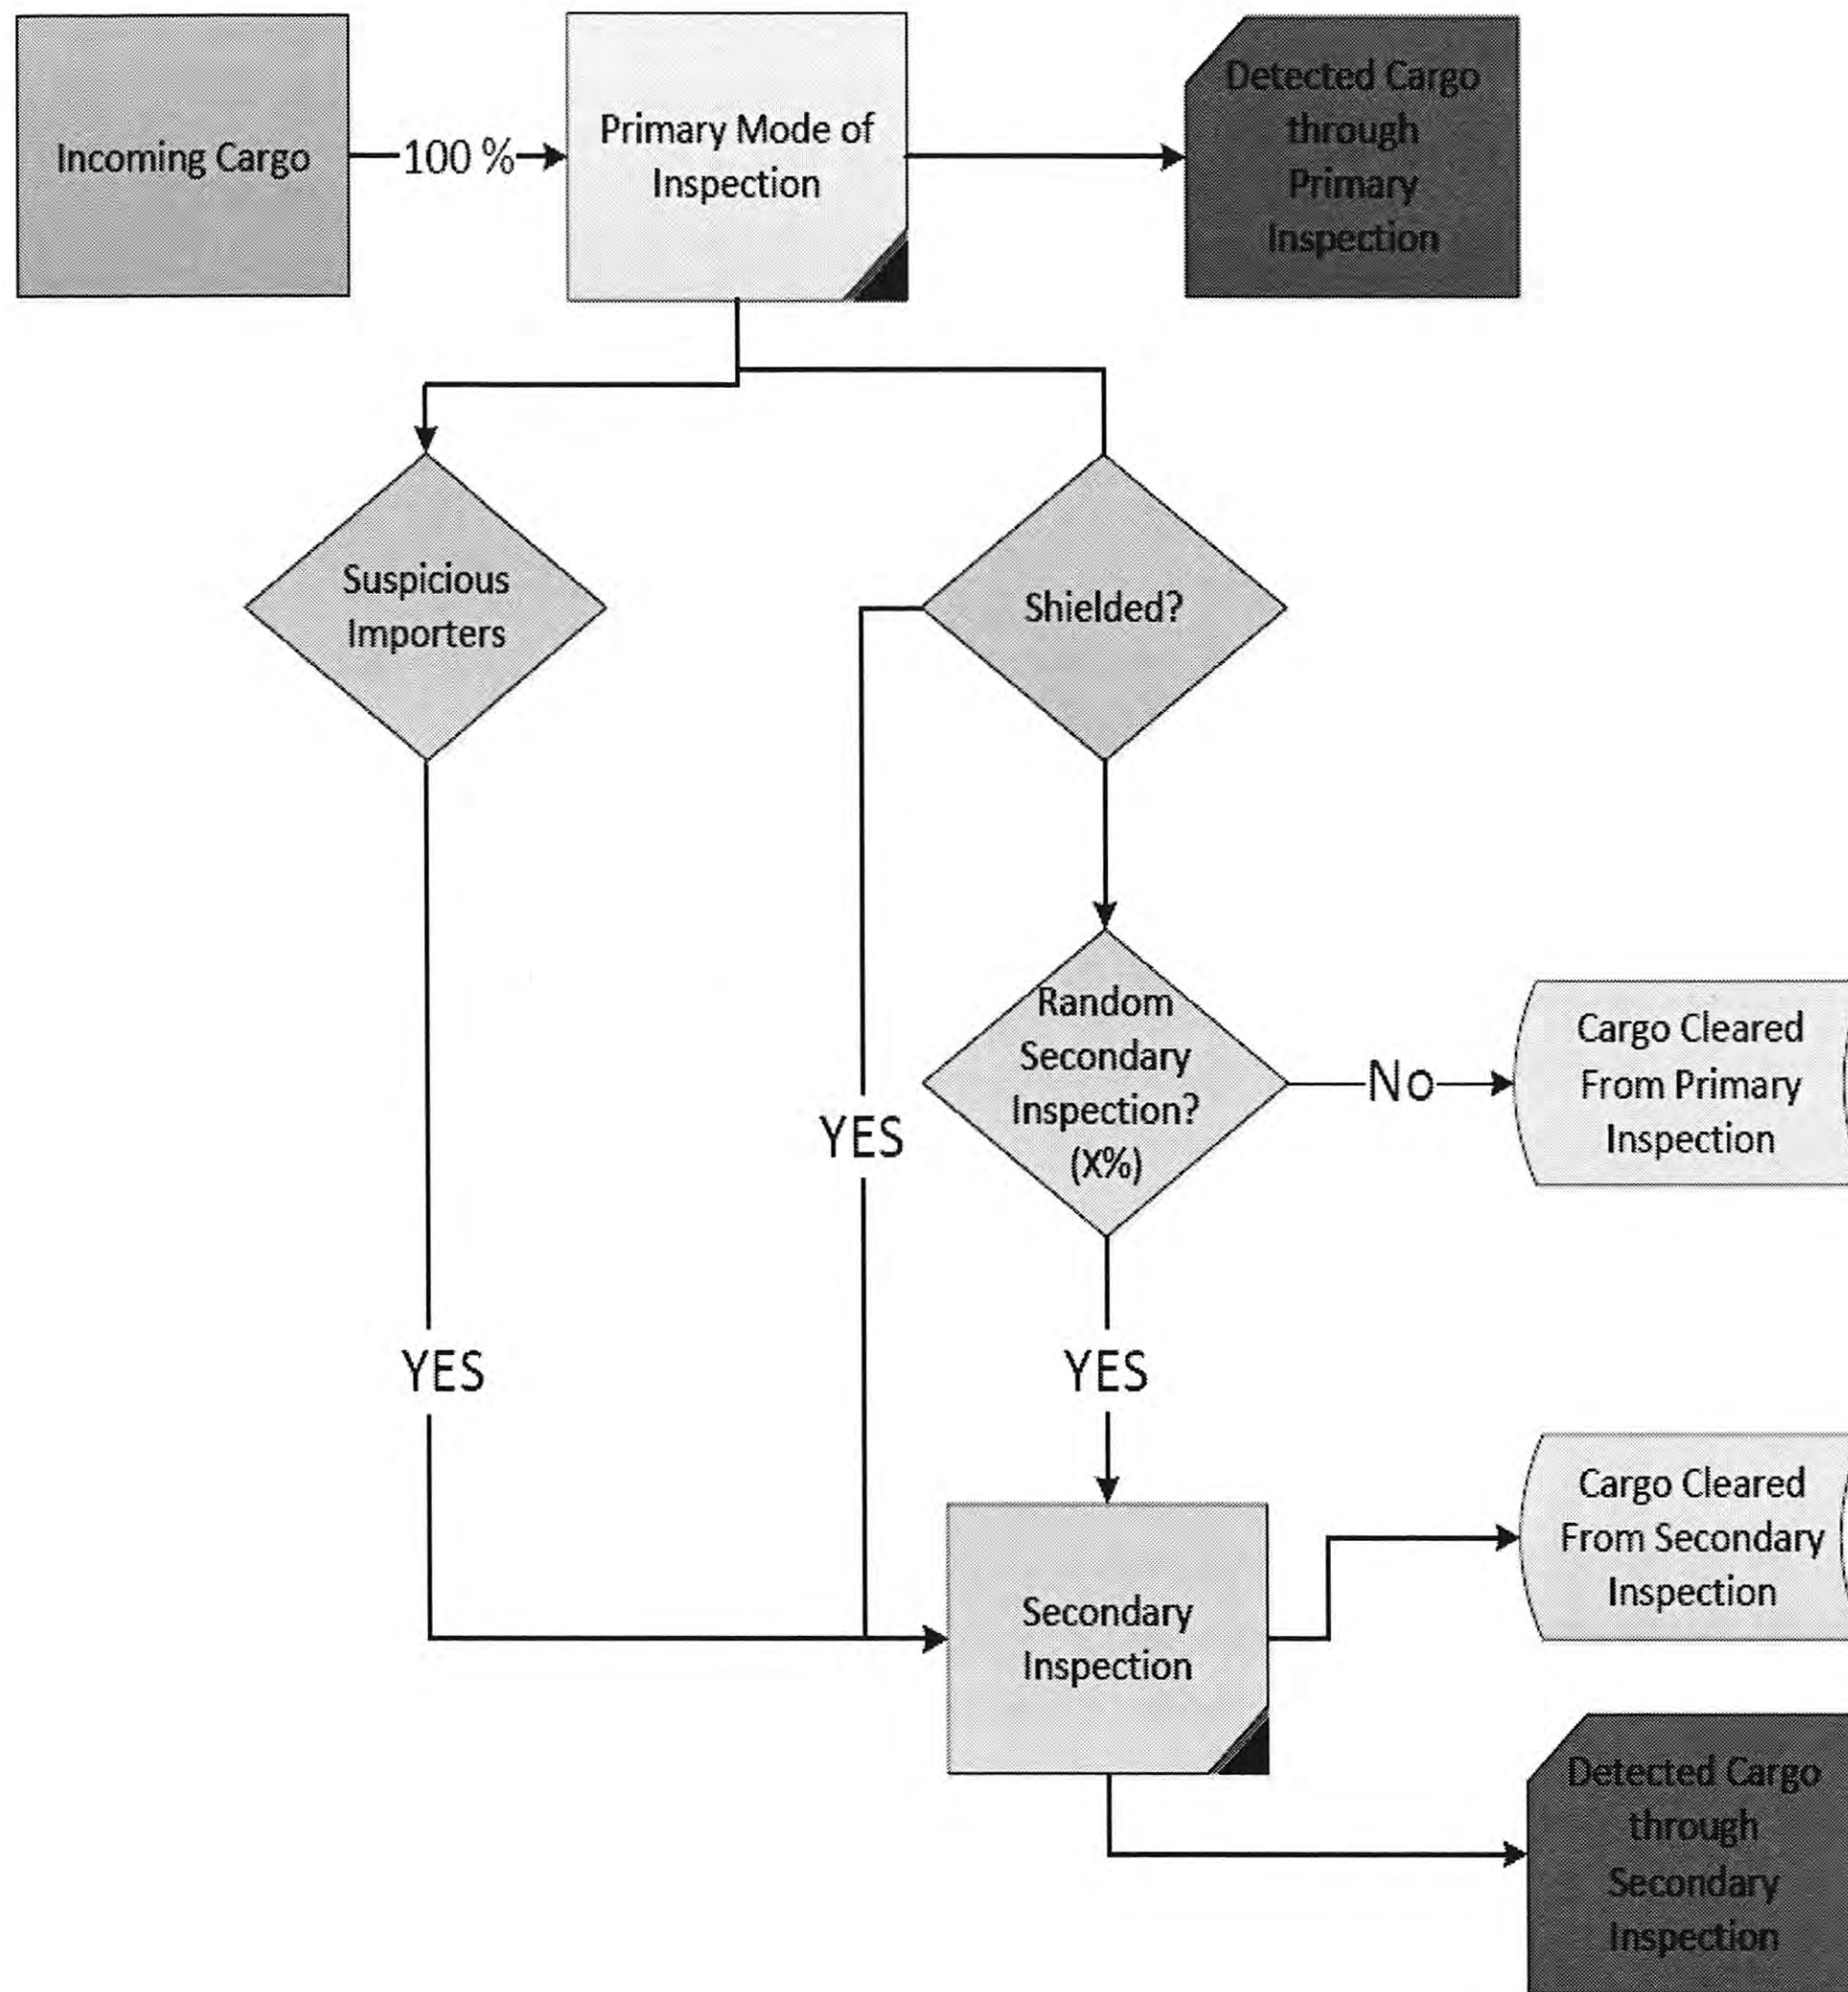 Incoming Cargo
100 %
Primary Mode of
Inspection
Detected Cargo
through
Primary
Inspection
Suspicious
Importers
Shielded?
Random
Secondary
Inspection?
(X%)
No
Cargo Cleared
From Primary
Inspection
YES
YES
YES
Secondary
Inspection
Cargo Cleared
From Secondary
Inspection
Detected Cargo
through
Secondary
Inspection